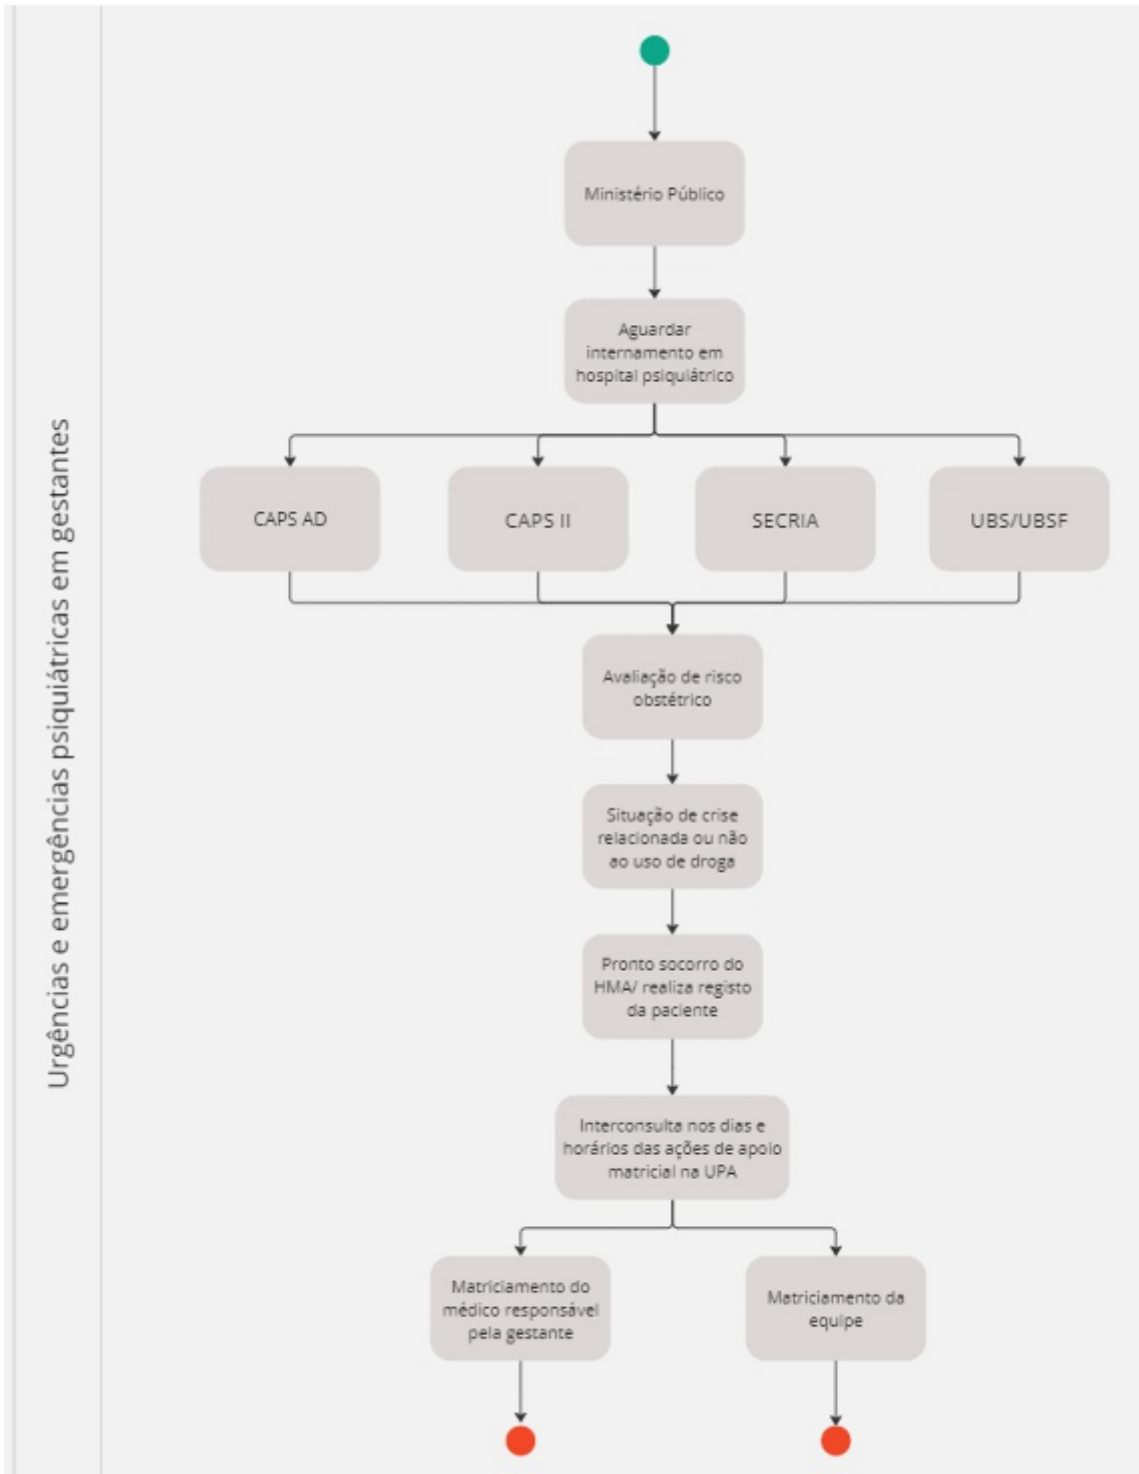 Urgências e emergências psiquiátricas em gestantes
Ministério Público
Aguardar
internamento em
hospital psiquiátrico
CAPS AD
CAPS II
SECRIA
UBS/UBSF
Avaliação de risco
obstétrico
Situação de crise
relacionada ou não
ao uso de droga
Pronto socorro do
HMA/ realiza registo
da paciente
Interconsulta nos dias e
horários das ações de apoio
matricial na UPA
Matriciamento do
médico responsável
pela gestante
Matriciamento da
equipe